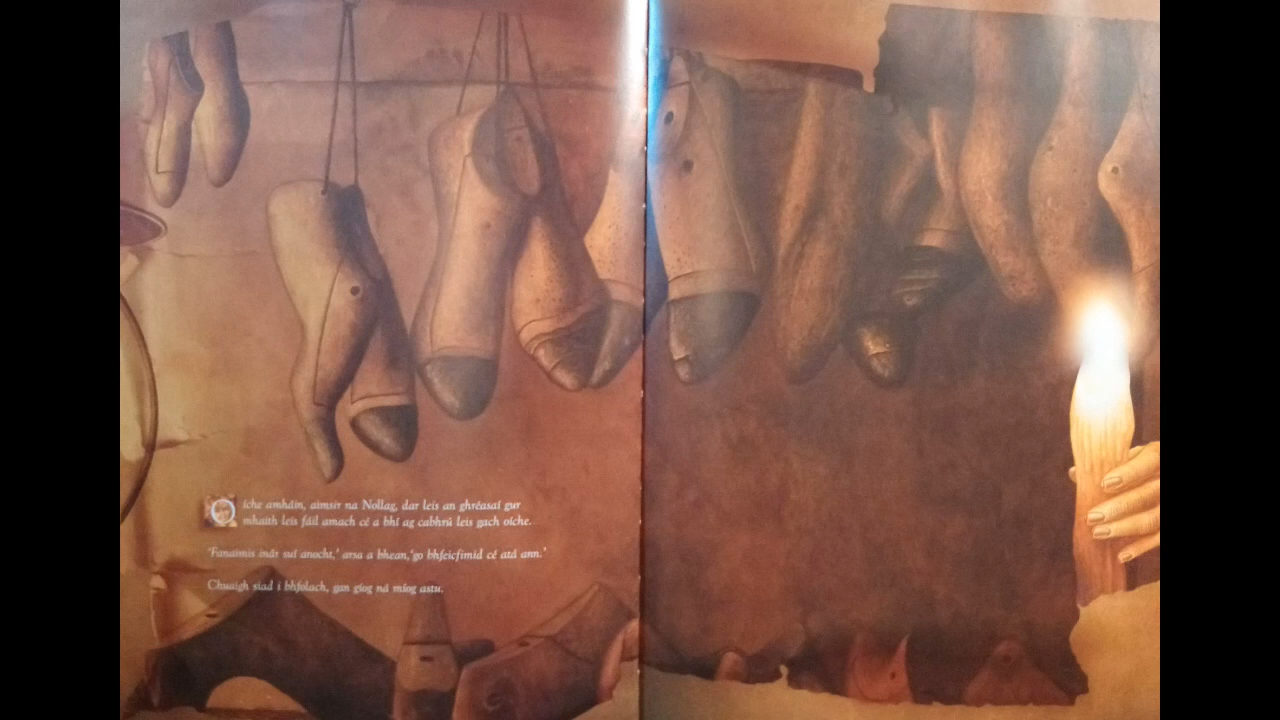 Oíche amháin, aimsir na Nollag, dar leis an ghréasaí gur
mhaith leis fáil amach cé a bhí ag cabhrú leis gach oíche.
'Fanaimis inár suí anocht,' arsa a bhean,'go bhfeicfimid cé atá ann.'
Chuaigh siad i bhfolach, gan gíog ná míog astu.